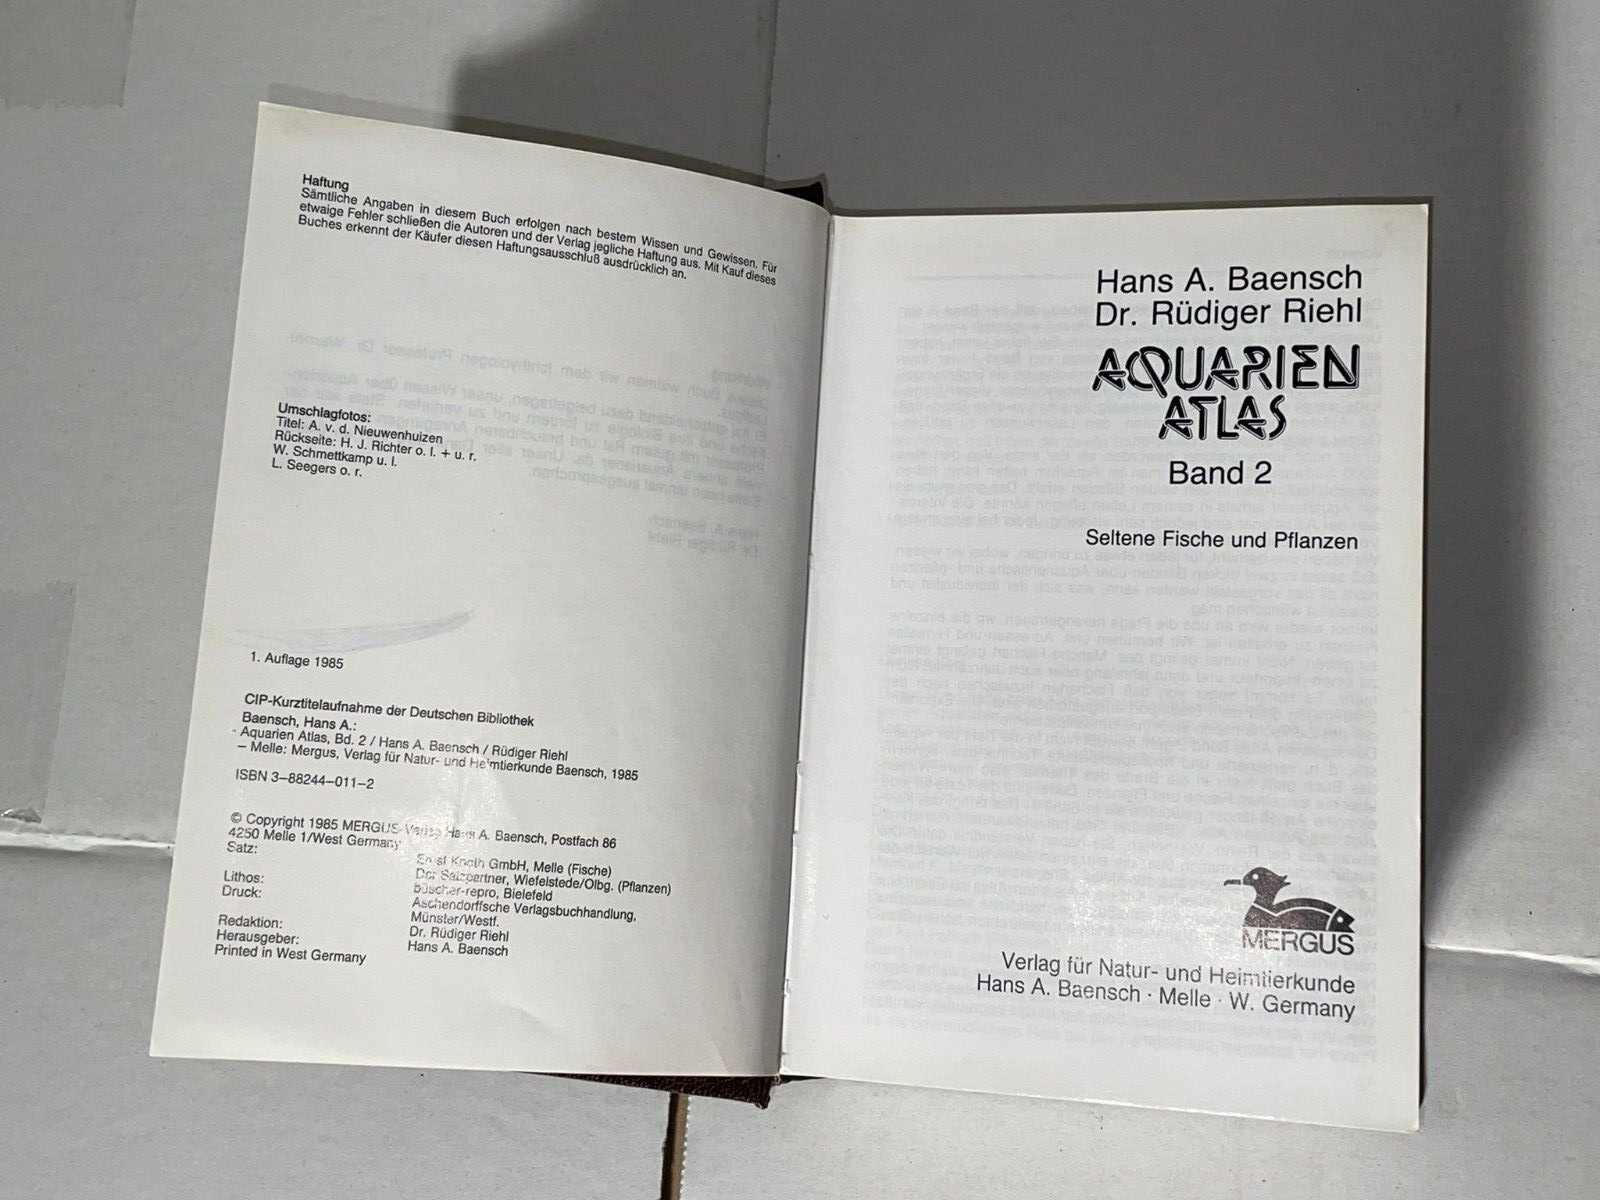 Haftung
Sämtliche Angaben in diesem Buch erfolgen nach bestem Wissen und Gewissen. Für
etwaige Fehler schließen die Autoren und der Verlag jegliche Haftung aus. Mit Kauf dieses
Buches erkennt der Käufer diesen Haftungsausschluß ausdrücklich an.
Umschlagfotos:
Titel: A. v. d. Nieuwenhuizen
Rückseite: H. J. Richter o. l. + u. r.
W. Schmettkamp u. l.
L. Seegers o. r.
1. Auflage 1985
CIP-Kurztitelaufnahme der Deutschen Bibliothek
Baensch, Hans A.:
Aquarien Atlas, Bd. 2 / Hans A. Baensch / Rüdiger Riehl
– Melle: Mergus, Verlag für Natur- und Heimtierkunde Baensch, 1985
ISBN 3–88244–011–2
© Copyright 1985 MERGUS-Verlag Hans A. Baensch, Postfach 86
4250 Melle 1/West Germany
Satz: Ernst Knoth GmbH, Melle (Fische)
Der Satzpartner, Wiefelstede/Olbg. (Pflanzen)
Lithos: büscher-repro, Bielefeld
Druck: Aschendorffsche Verlagsbuchhandlung,
Münster/Westf.
Redaktion: Dr. Rüdiger Riehl
Herausgeber: Hans A. Baensch
Printed in West Germany
Hans A. Baensch
Dr. Rüdiger Riehl
AQUARIEN
ATLAS
Band 2
Seltene Fische und Pflanzen
MERGUS
Verlag für Natur- und Heimtierkunde
Hans A. Baensch · Melle · W. Germany